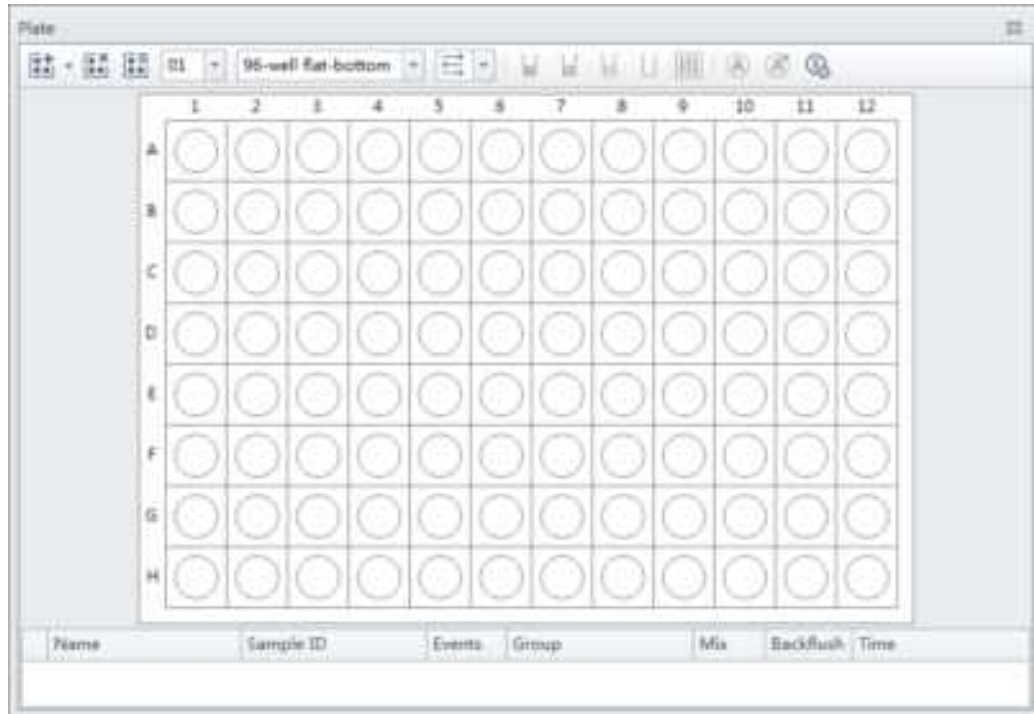 Plate
01 96-well flat-bottom
1 2 3 4 5 6 7 8 9 10 11 12
A
B
C
D
E
F
G
H
Name Sample ID Events Group Mix Backflush Time